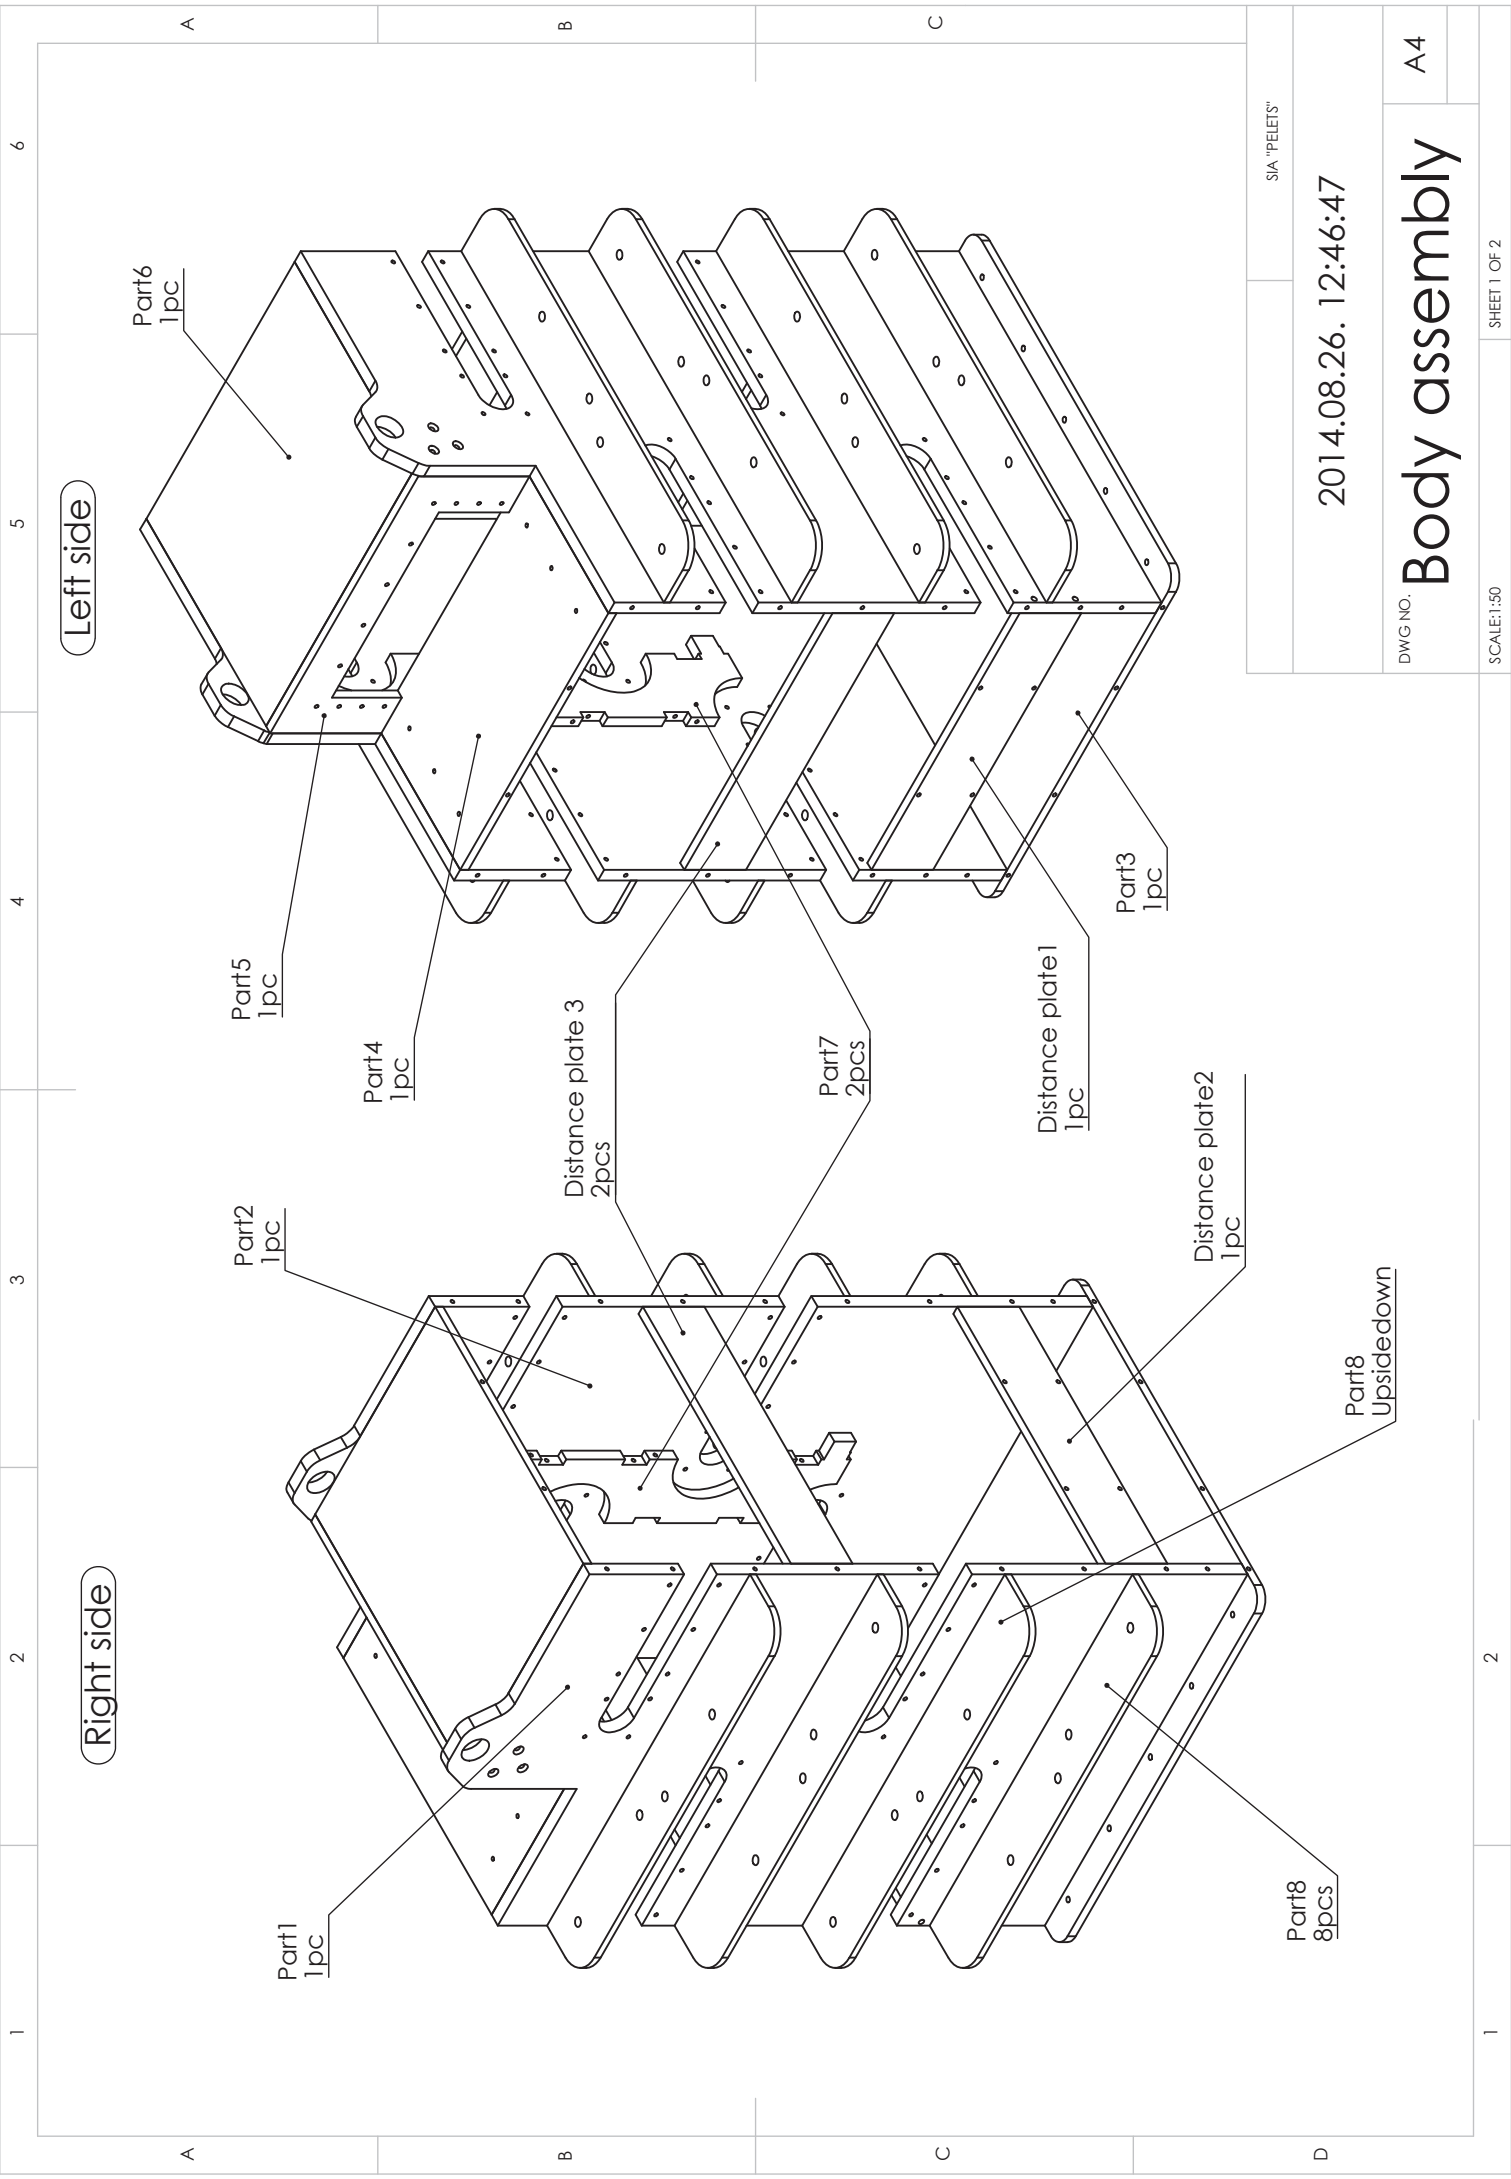 1
2
3
4
5
6
A
A
B
B
C
C
D
1
2
Right side
Left side
Part1
1pc
Part2
1pc
Part5
1pc
Part4
1pc
Part6
1pc
Distance plate 3
2pcs
Part7
2pcs
Distance plate1
1pc
Part3
1pc
Distance plate2
1pc
Part8
Upsidedown
Part8
8pcs
SIA "PELETS"
2014.08.26. 12:46:47
DWG NO.
Body assembly
A4
SCALE:1:50
SHEET 1 OF 2